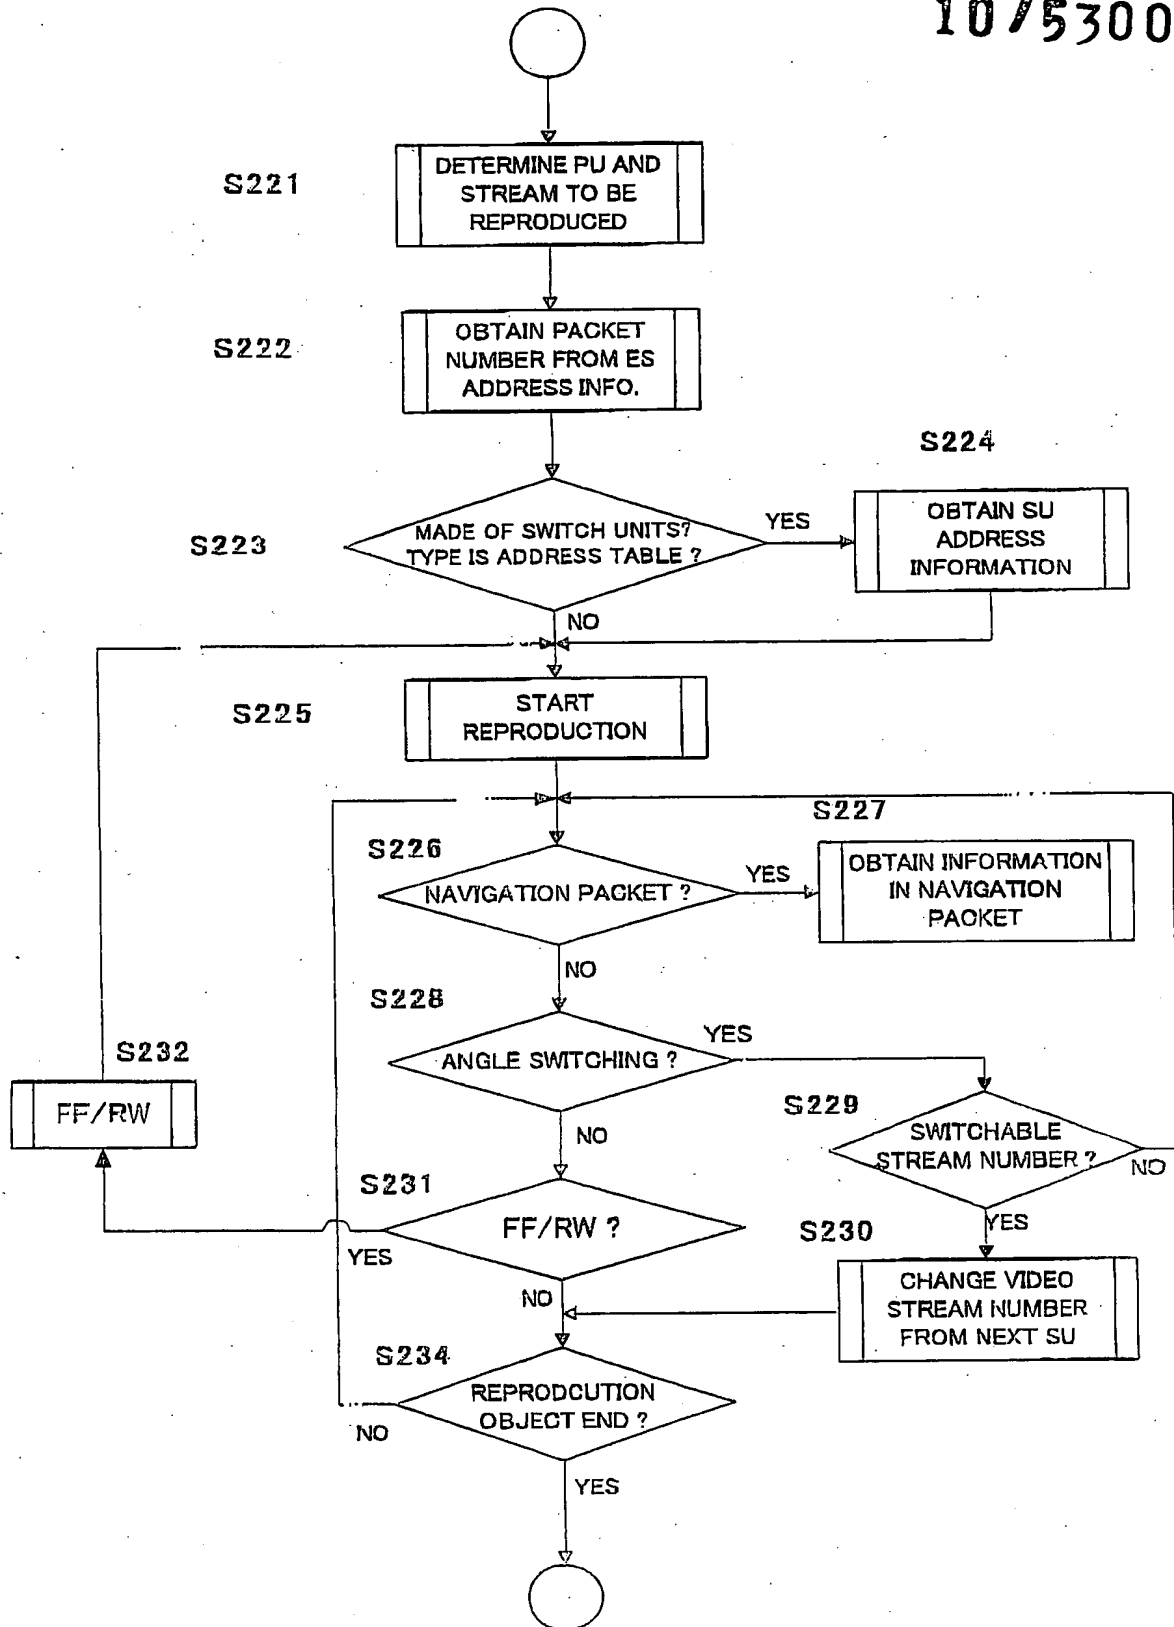 10/5300
S221
DETERMINE PU AND
STREAM TO BE
REPRODUCED
S222
OBTAIN PACKET
NUMBER FROM ES
ADDRESS INFO.
S223
MADE OF SWITCH UNITS?
TYPE IS ADDRESS TABLE ?
YES
S224
OBTAIN SU
ADDRESS
INFORMATION
NO
S225
START
REPRODUCTION
S226
NAVIGATION PACKET ?
YES
S227
OBTAIN INFORMATION
IN NAVIGATION
PACKET
NO
S228
ANGLE SWITCHING ?
YES
S232
FF/RW
S229
SWITCHABLE
STREAM NUMBER ?
NO
NO
S231
FF/RW ?
YES
YES
S230
CHANGE VIDEO
STREAM NUMBER
FROM NEXT SU
NO
S234
REPRODCUTION
OBJECT END ?
NO
YES